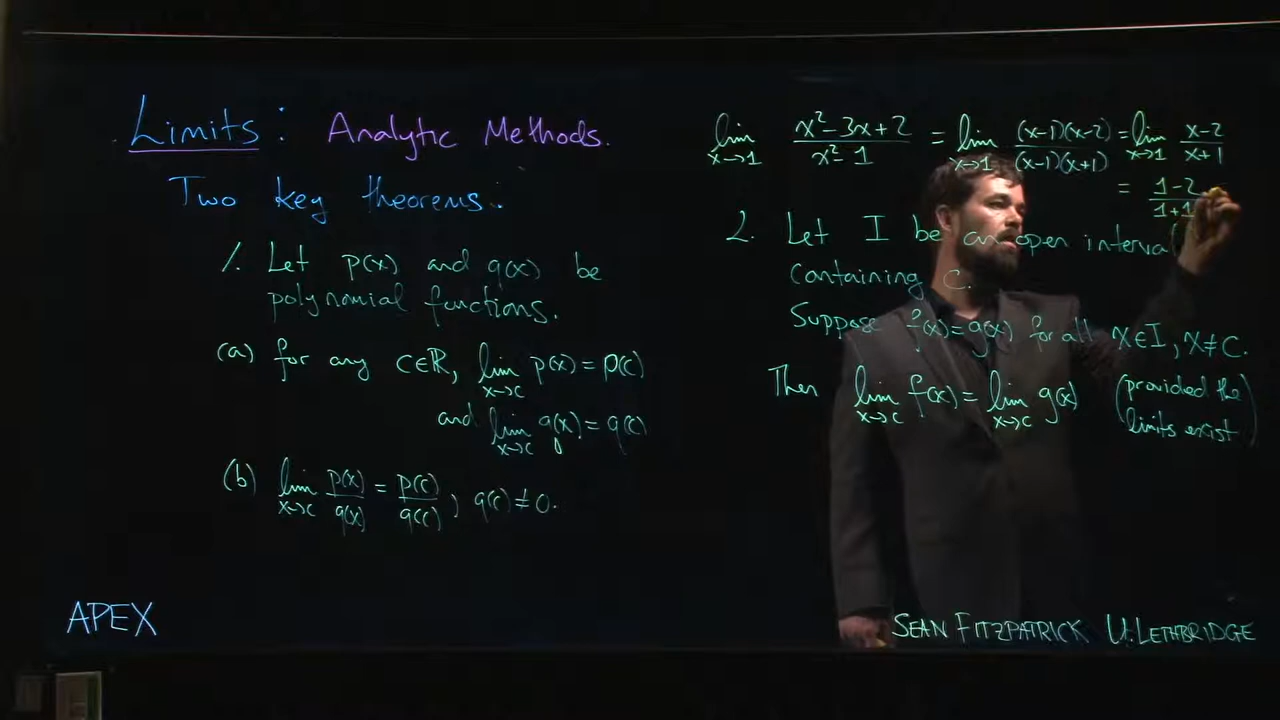 Limits: Analytic Methods.
Two key theorems:
1. Let p(x) and q(x) be
polynomial functions.
(a) for any c∈ℝ, lim x→c p(x) = p(c)
and lim x→c q(x) = q(c)
(b) lim x→c p(x)/q(x) = p(c)/q(c), q(c) ≠ 0.
APEX
lim x→1 (x²-3x+2)/(x²-1) = lim x→1 (x-1)(x-2)/(x-1)(x+1) = lim x→1 (x-2)/(x+1)
= (1-2)/(1+1)
2. Let I be an open interval
containing c.
Suppose f(x)=g(x) for all x∈I, x≠c.
Then lim x→c f(x) = lim x→c g(x) (provided the
limits exist)
SEAN FITZPATRICK U. LETHBRIDGE